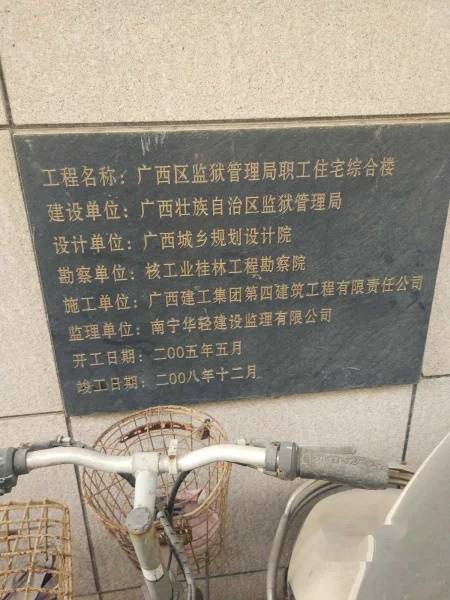 工程名称：广西区监狱管理局职工住宅综合楼
建设单位：广西壮族自治区监狱管理局
设计单位：广西城乡规划设计院
勘察单位：核工业桂林工程勘察院
施工单位：广西建工集团第四建筑工程有限责任公司
监理单位：南宁华轻建设监理有限公司
开工日期：二00五年五月
竣工日期：二00八年十二月